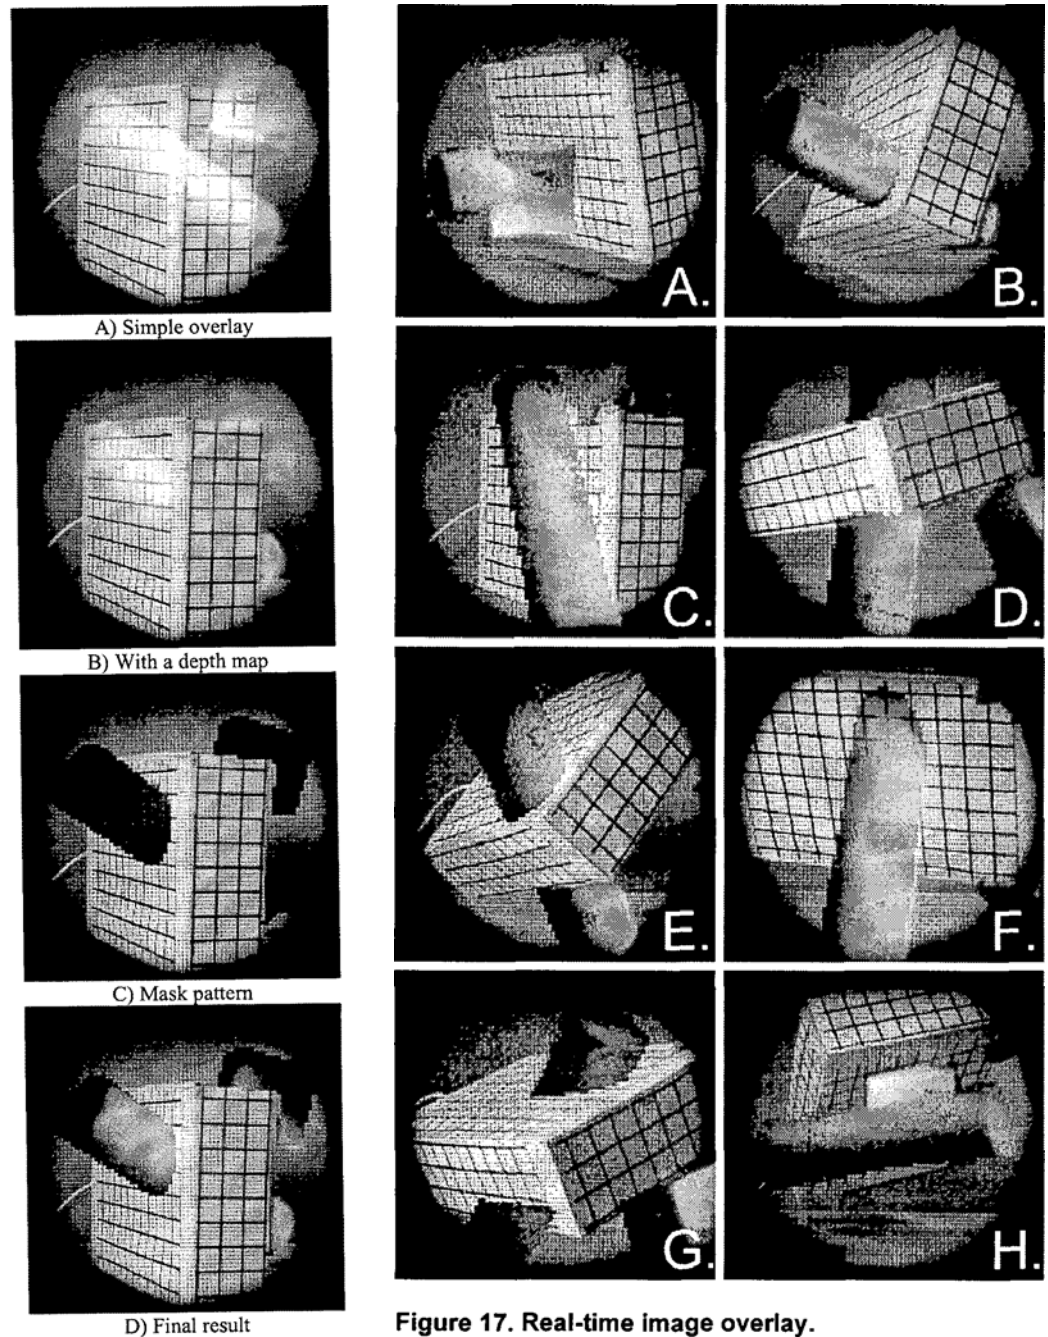 A) Simple overlay
B) With a depth map
C) Mask pattern
D) Final result
A.
B.
C.
D.
E.
F.
G.
H.
Figure 17. Real-time image overlay.